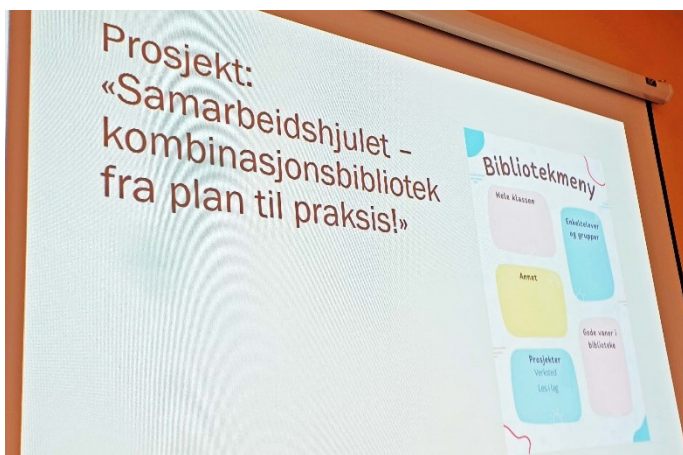 Prosjekt:
«Samarbeidshjulet –
kombinasjonsbibliotek
fra plan til praksis!»
Bibliotekmeny
Hele klassen
Enkeltelever
og grupper
Annet
Gode vaner i
biblioteke
Prosjekter
Verksted
Les i lag